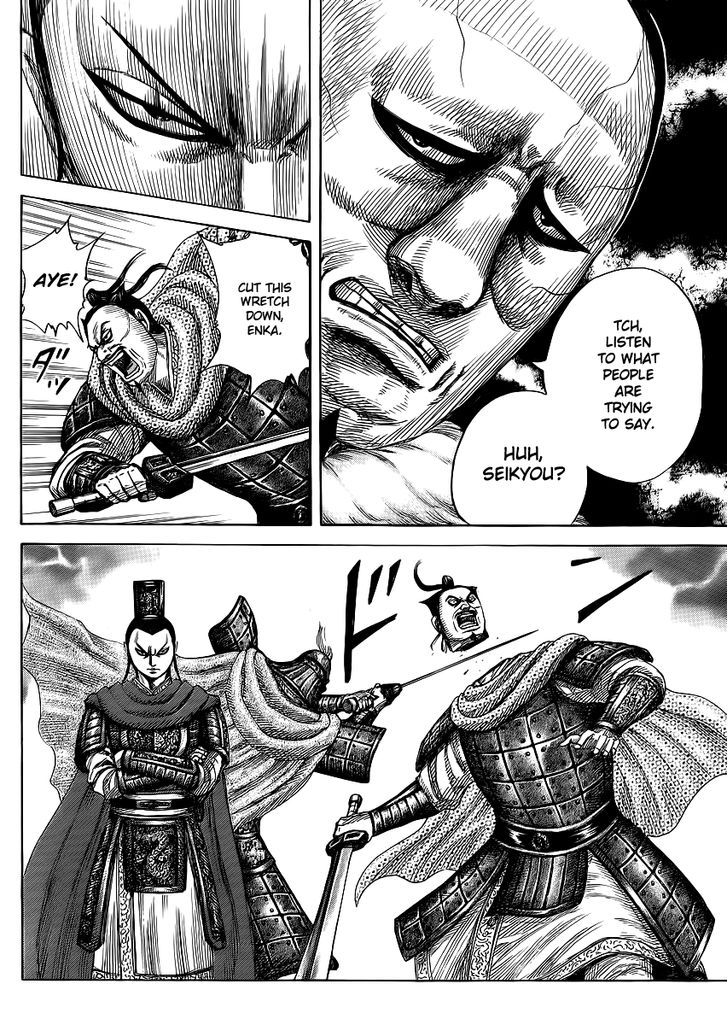 TCH,
LISTEN
TO WHAT
PEOPLE
ARE
TRYING
TO SAY.
HUH,
SEIKYOU?
CUT THIS
WRETCH
DOWN,
ENKA.
AYE!
ダッ
ド